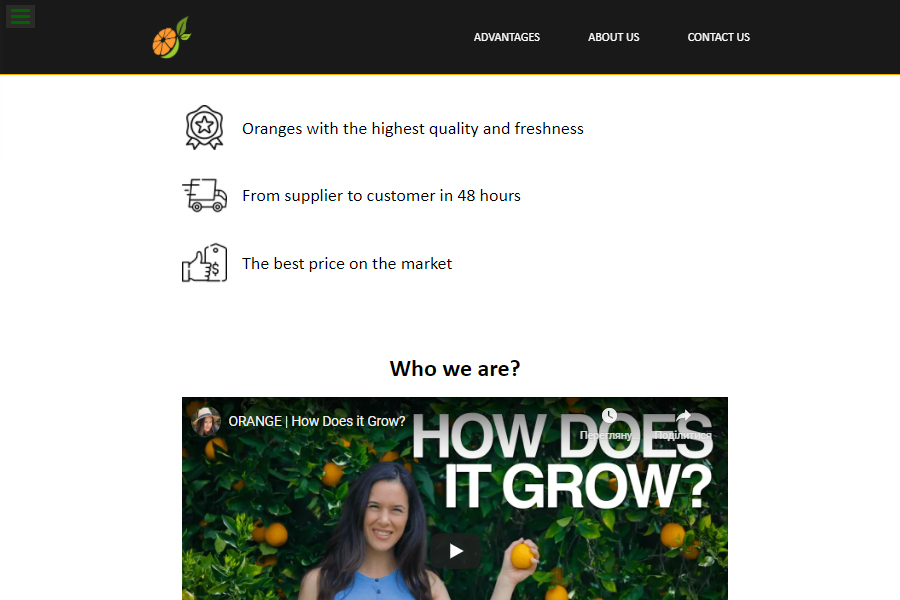 ADVANTAGES ABOUT US CONTACT US
Oranges with the highest quality and freshness
From supplier to customer in 48 hours
$
The best price on the market
Who we are?
ORANGE | How Does it Grow?
HOW DOES
IT GROW?
Перегляну...
Поділитися